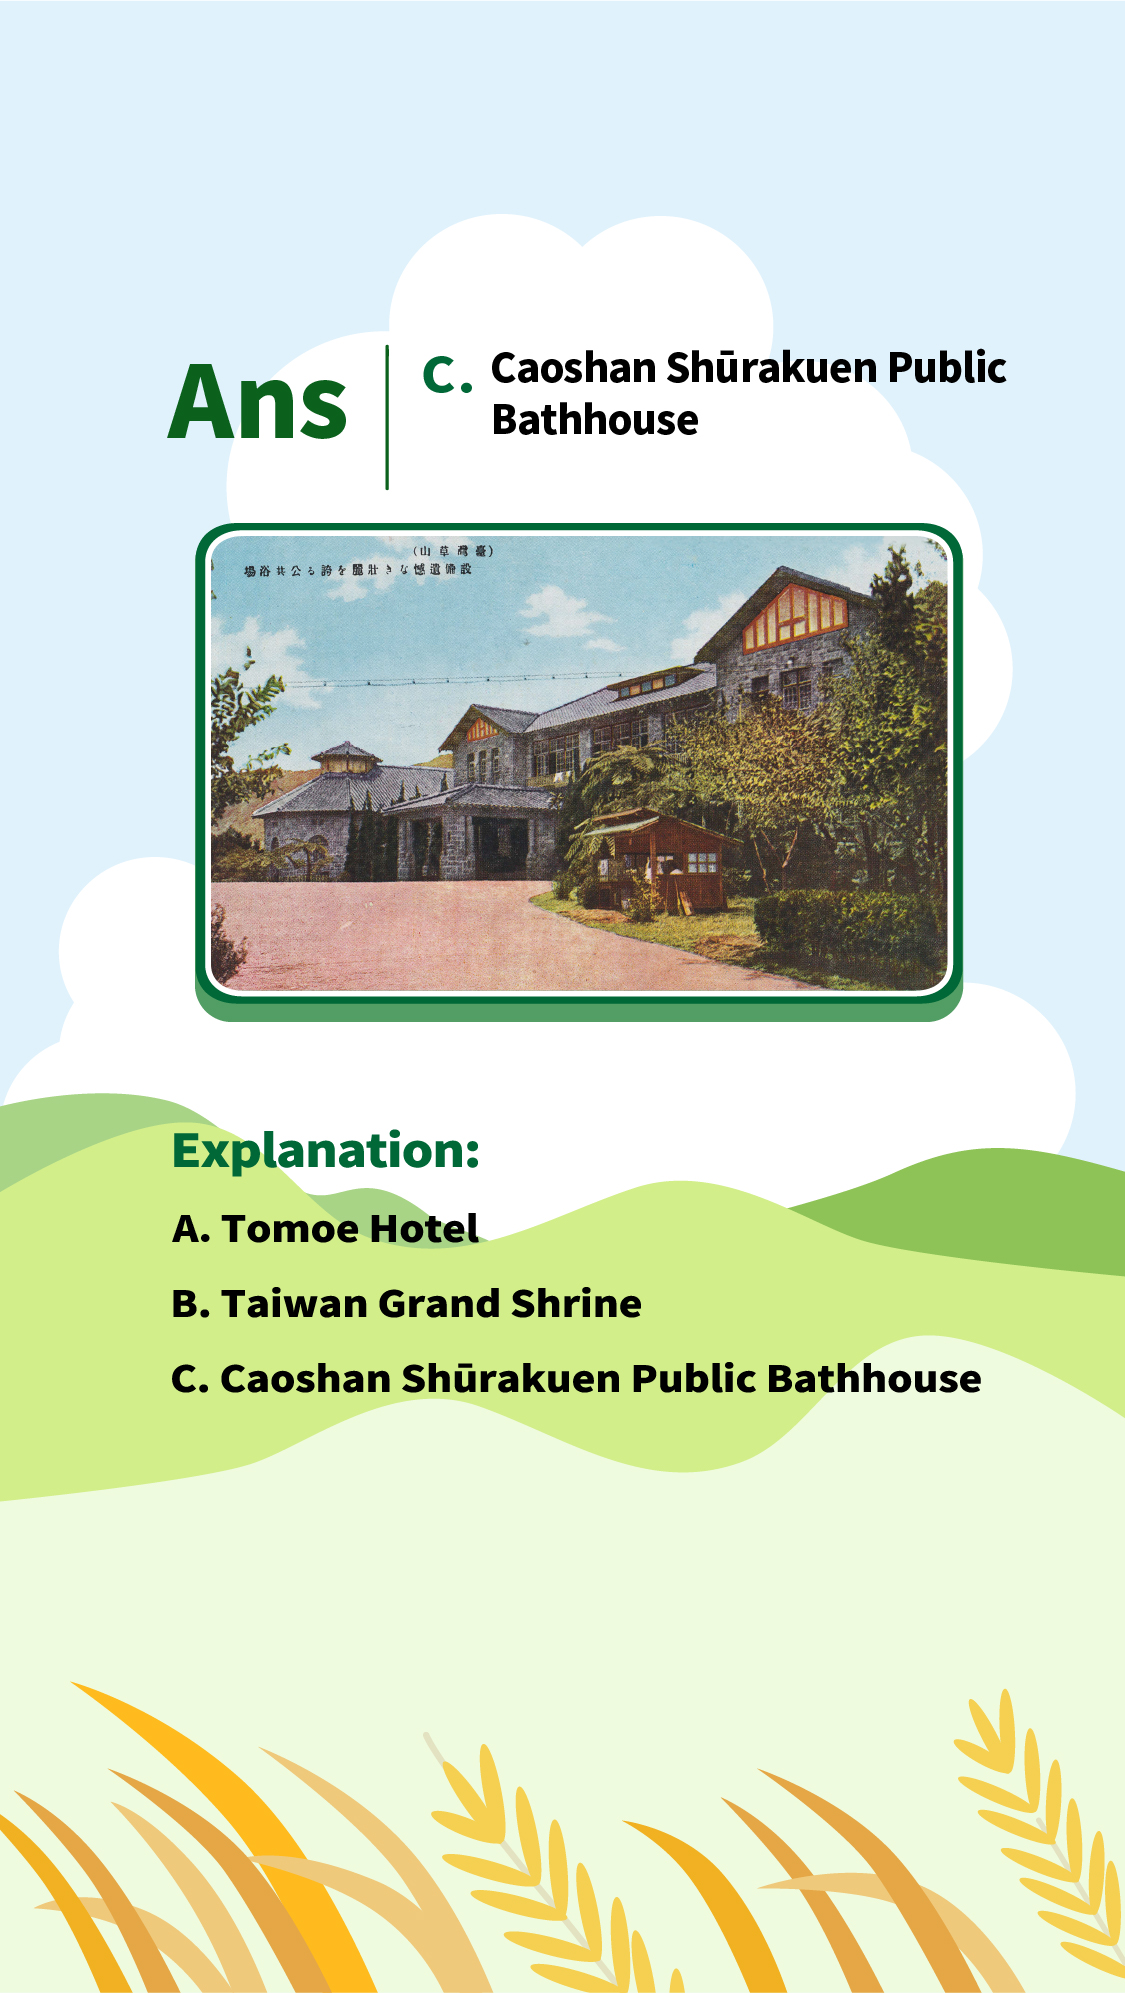 Ans
C. Caoshan Shūrakuen Public
Bathhouse
(臺灣草山)
設備遺憾なき壯麗を誇る公共浴場
Explanation:
A. Tomoe Hotel
B. Taiwan Grand Shrine
C. Caoshan Shūrakuen Public Bathhouse